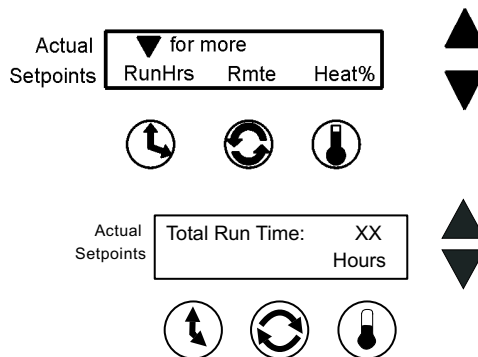 Actual
▼ for more
Setpoints
RunHrs Rmte Heat%
Actual
Total Run Time: XX
Setpoints
Hours